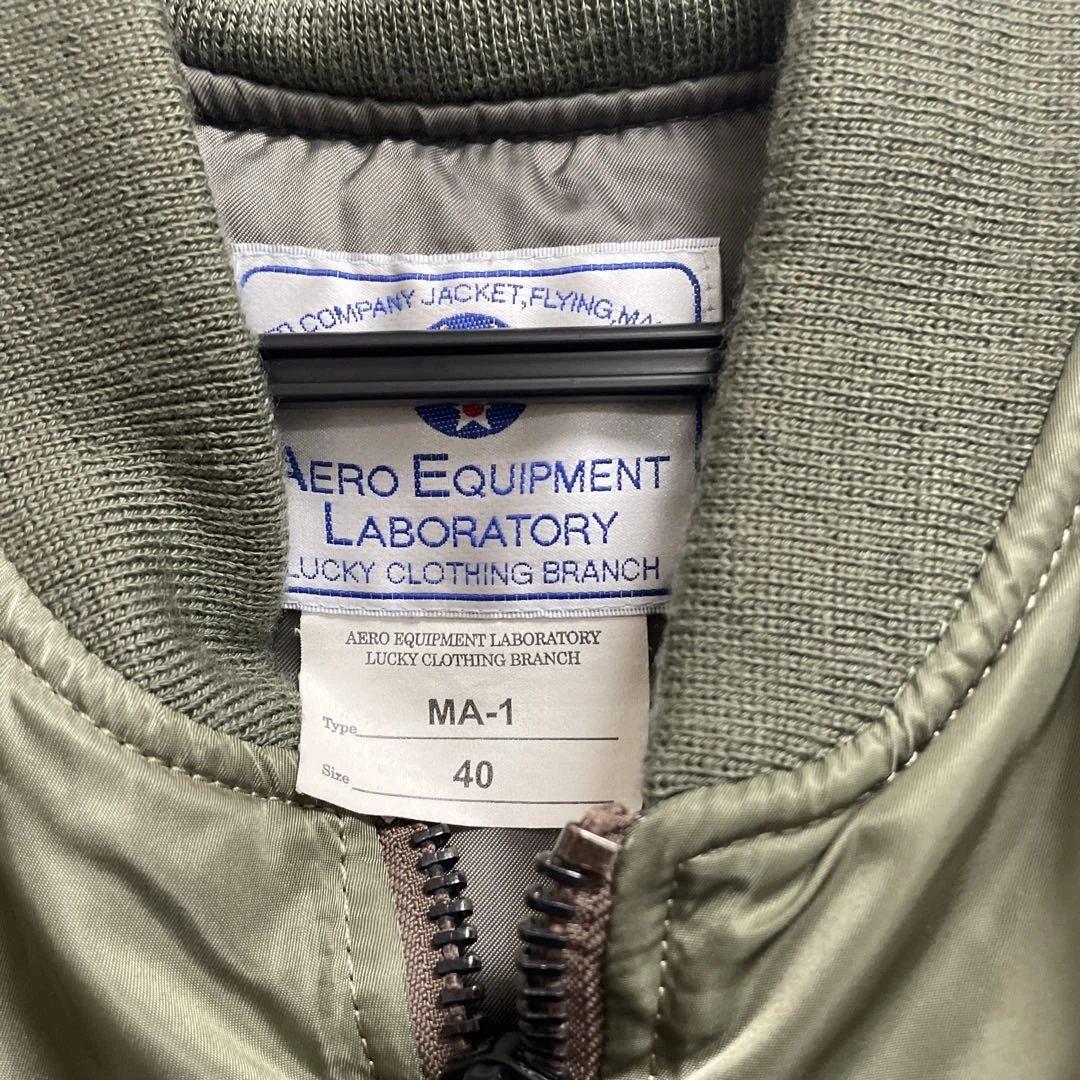 COMPANY JACKET, FLYING, MA-
AERO EQUIPMENT
LABORATORY
LUCKY CLOTHING BRANCH
AERO EQUIPMENT LABORATORY
LUCKY CLOTHING BRANCH
Type MA-1
Size 40